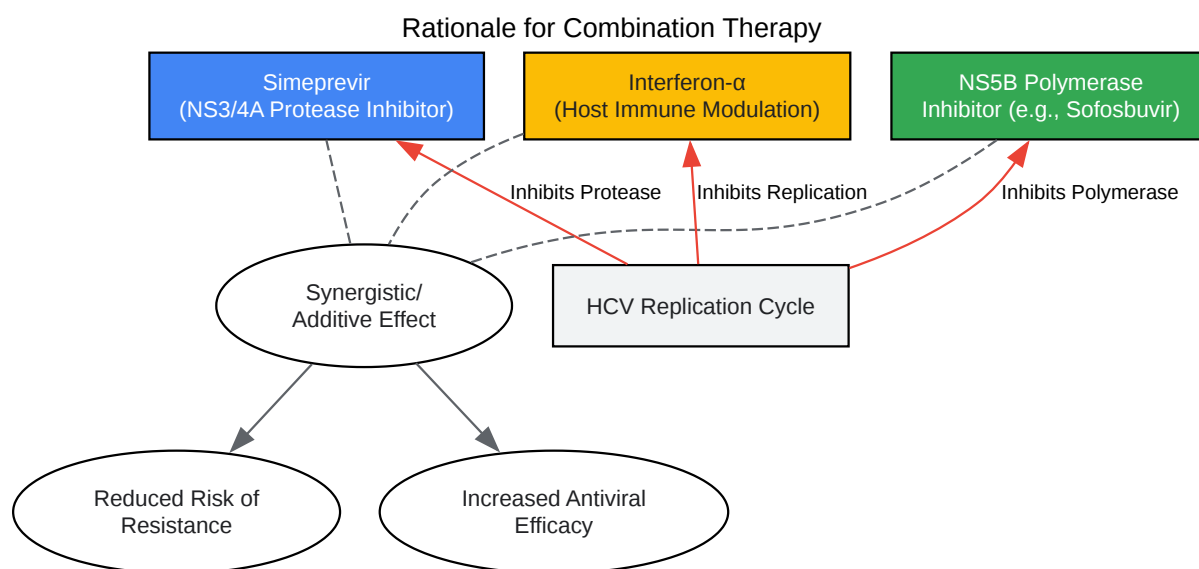 Rationale for Combination Therapy
Simeprevir
(NS3/4A Protease Inhibitor)
Interferon-α
(Host Immune Modulation)
NS5B Polymerase
Inhibitor (e.g., Sofosbuvir)
Inhibits Protease
Inhibits Replication
Inhibits Polymerase
Synergistic/
Additive Effect
HCV Replication Cycle
Reduced Risk of
Resistance
Increased Antiviral
Efficacy